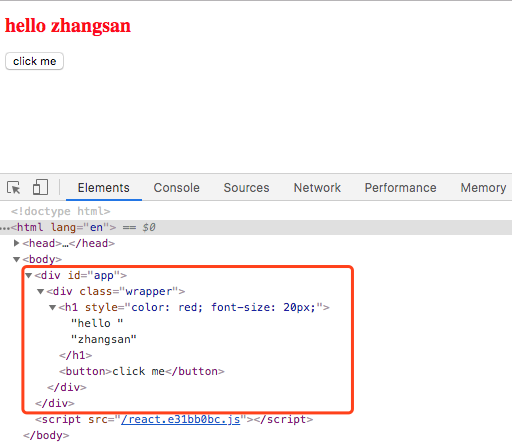 hello zhangsan
click me
Elements Console Sources Network Performance Memory
<!doctype html>
…<html lang="en"> == $0
<head>…</head>
<body>
<div id="app">
<div class="wrapper">
<h1 style="color: red; font-size: 20px;">
"hello "
"zhangsan"
</h1>
<button>click me</button>
</div>
</div>
<script src="/react.e31bb0bc.js"></script>
</body>